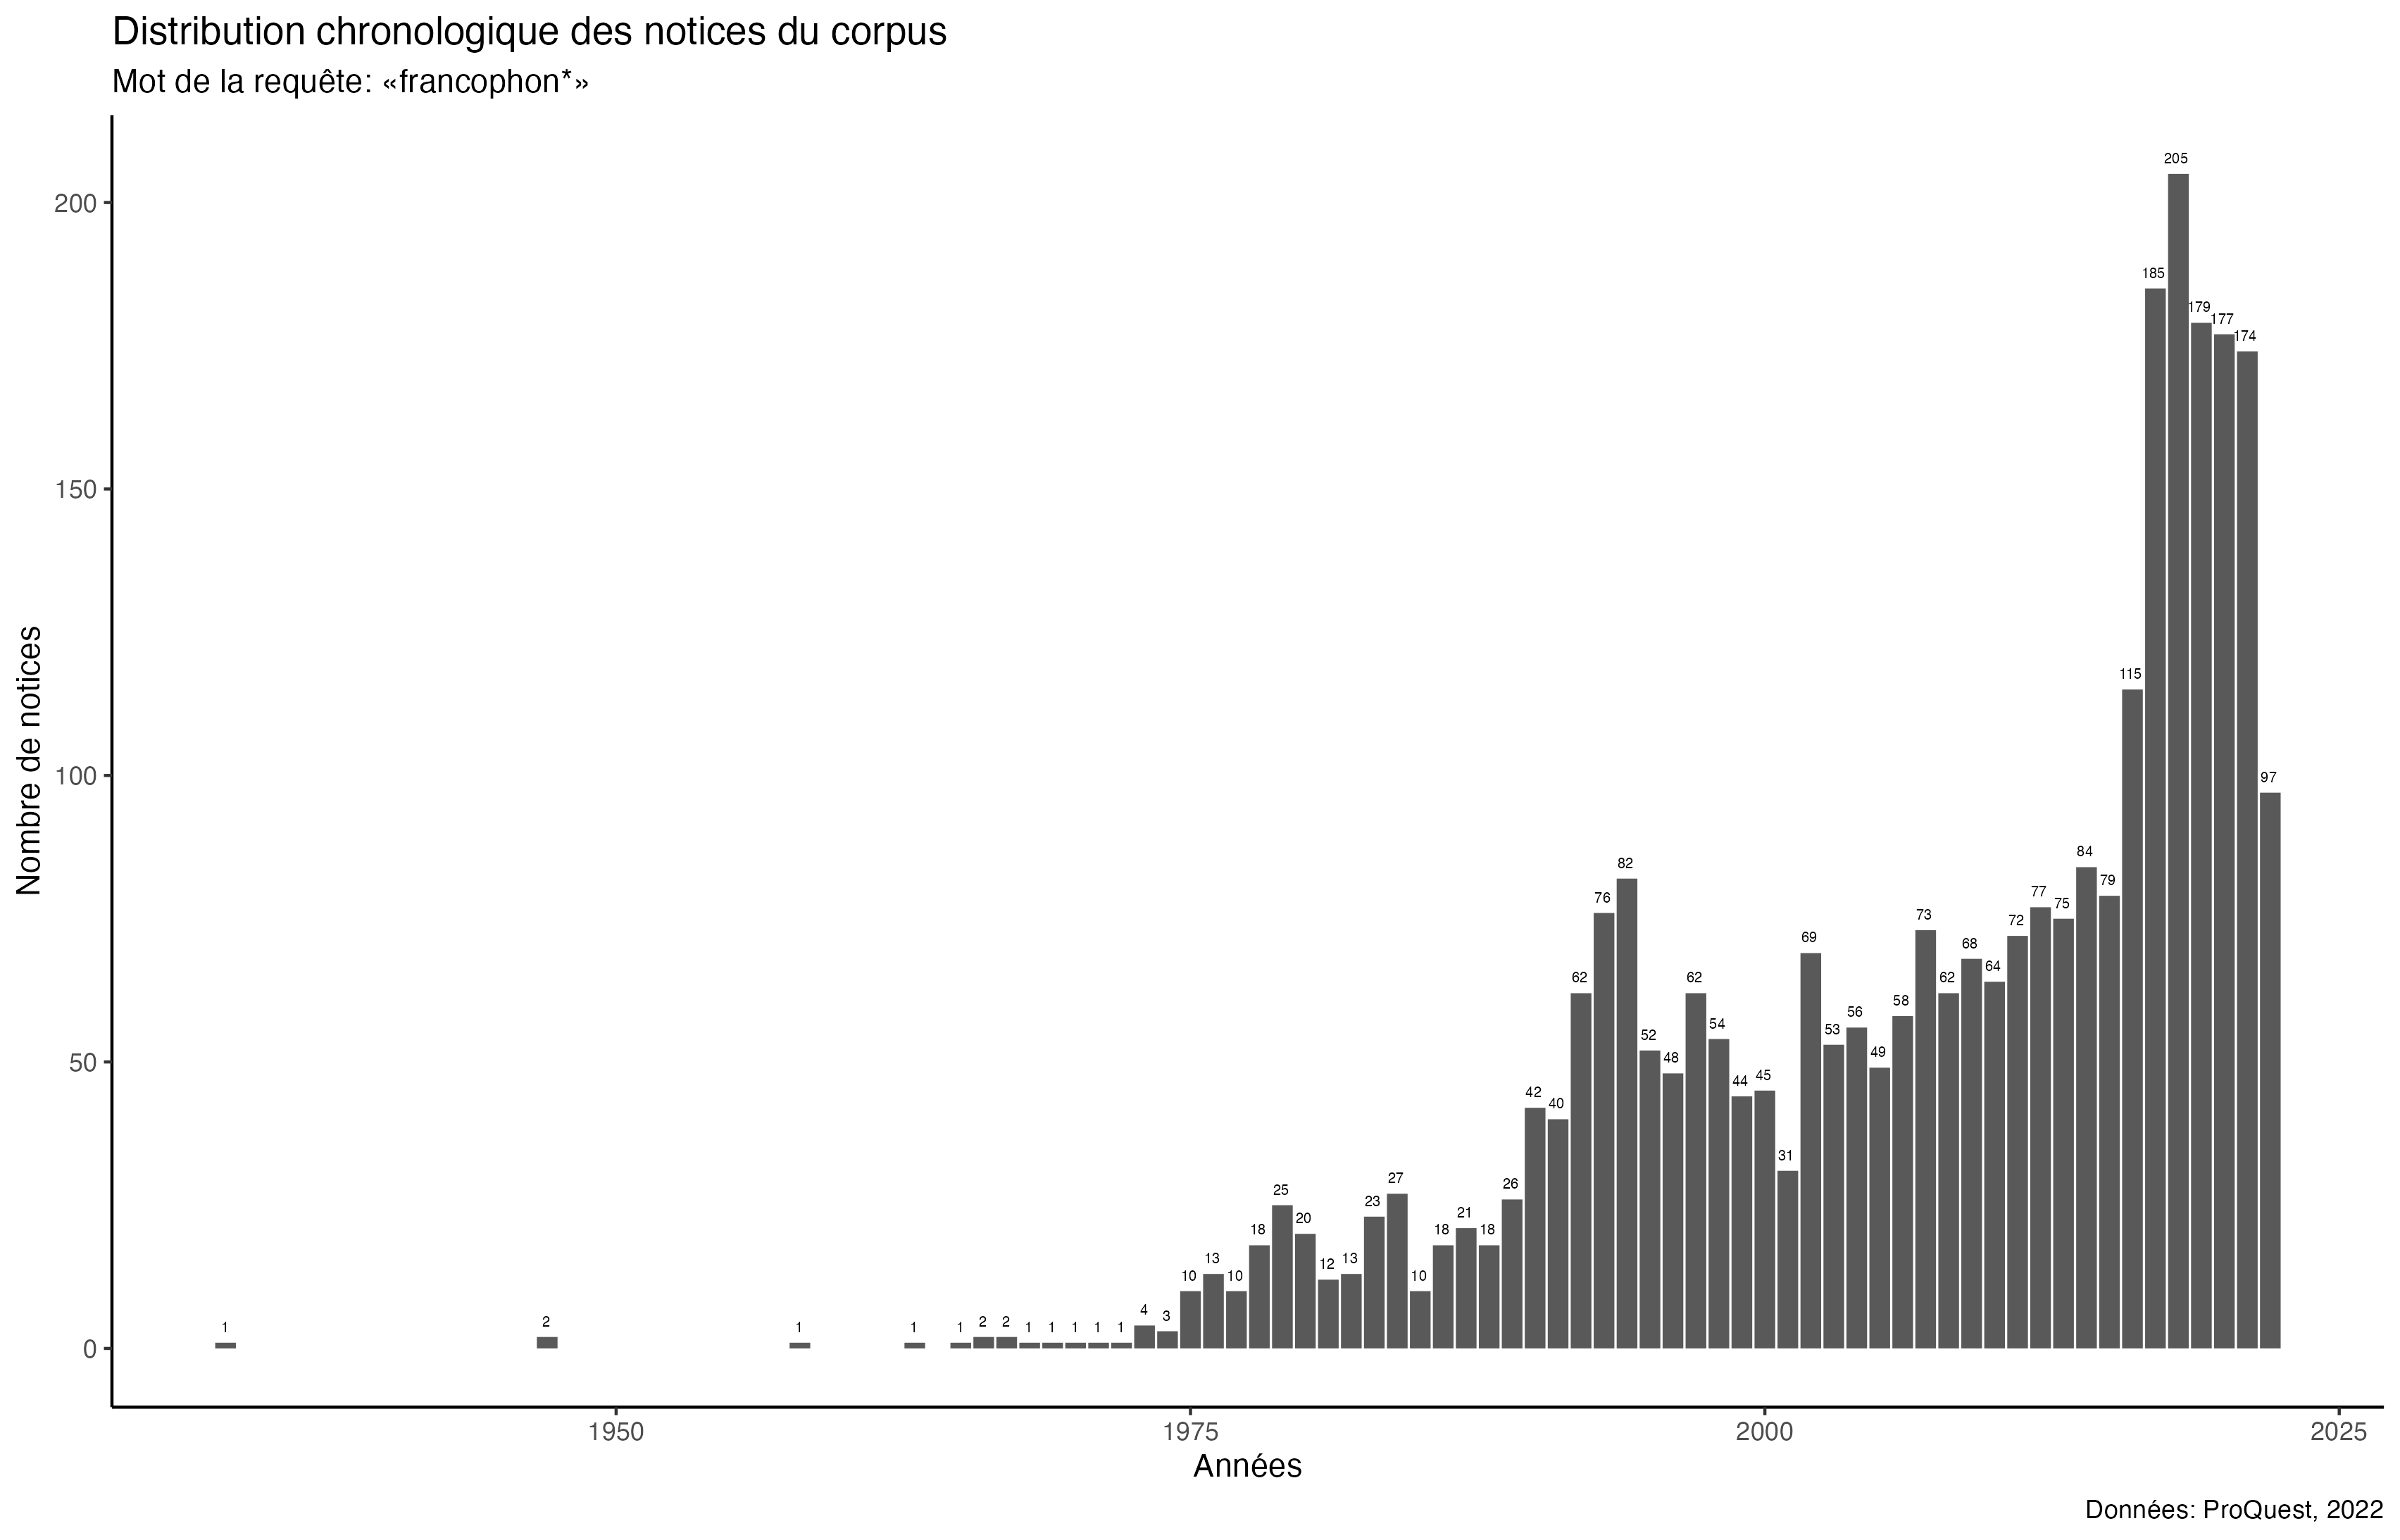 Distribution chronologique des notices du corpus
Mot de la requête: «francophon*»
Nombre de notices
200
150
100
50
0
1 2 1 1 1 2 2 1 1 1 1 1 4 3 10 13 10 18 25 20 12 13 23 27 10 18 21 18 26 42 40 62 76 82 52 48 62 54 44 45 31 69 53 56 49 58 73 62 68 64 72 77 75 84 79 115 185 205 179 177 174 97
1950 1975 2000 2025
Années
Données: ProQuest, 2022